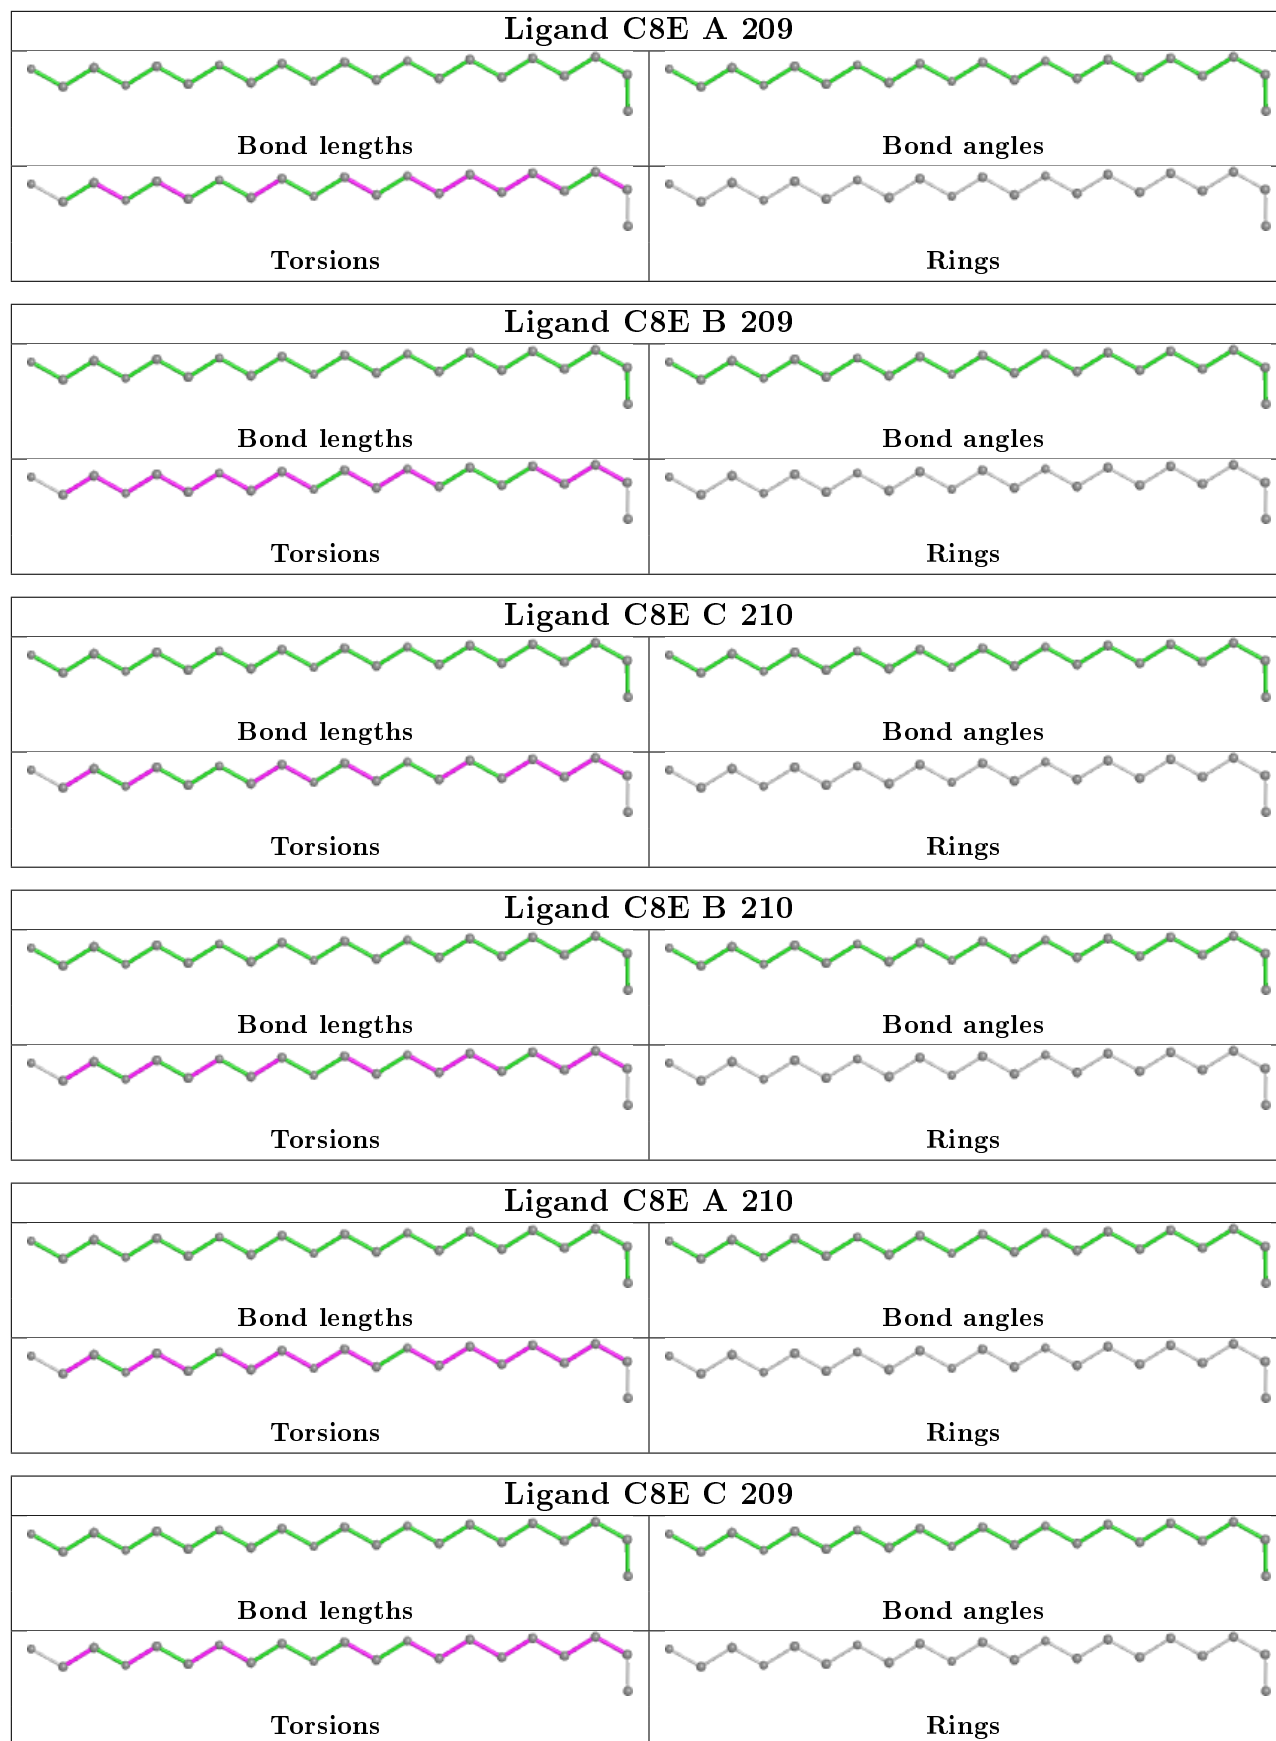 Ligand C8E A 209
Bond lengths Bond angles
Torsions Rings
Ligand C8E B 209
Bond lengths Bond angles
Torsions Rings
Ligand C8E C 210
Bond lengths Bond angles
Torsions Rings
Ligand C8E B 210
Bond lengths Bond angles
Torsions Rings
Ligand C8E A 210
Bond lengths Bond angles
Torsions Rings
Ligand C8E C 209
Bond lengths Bond angles
Torsions Rings